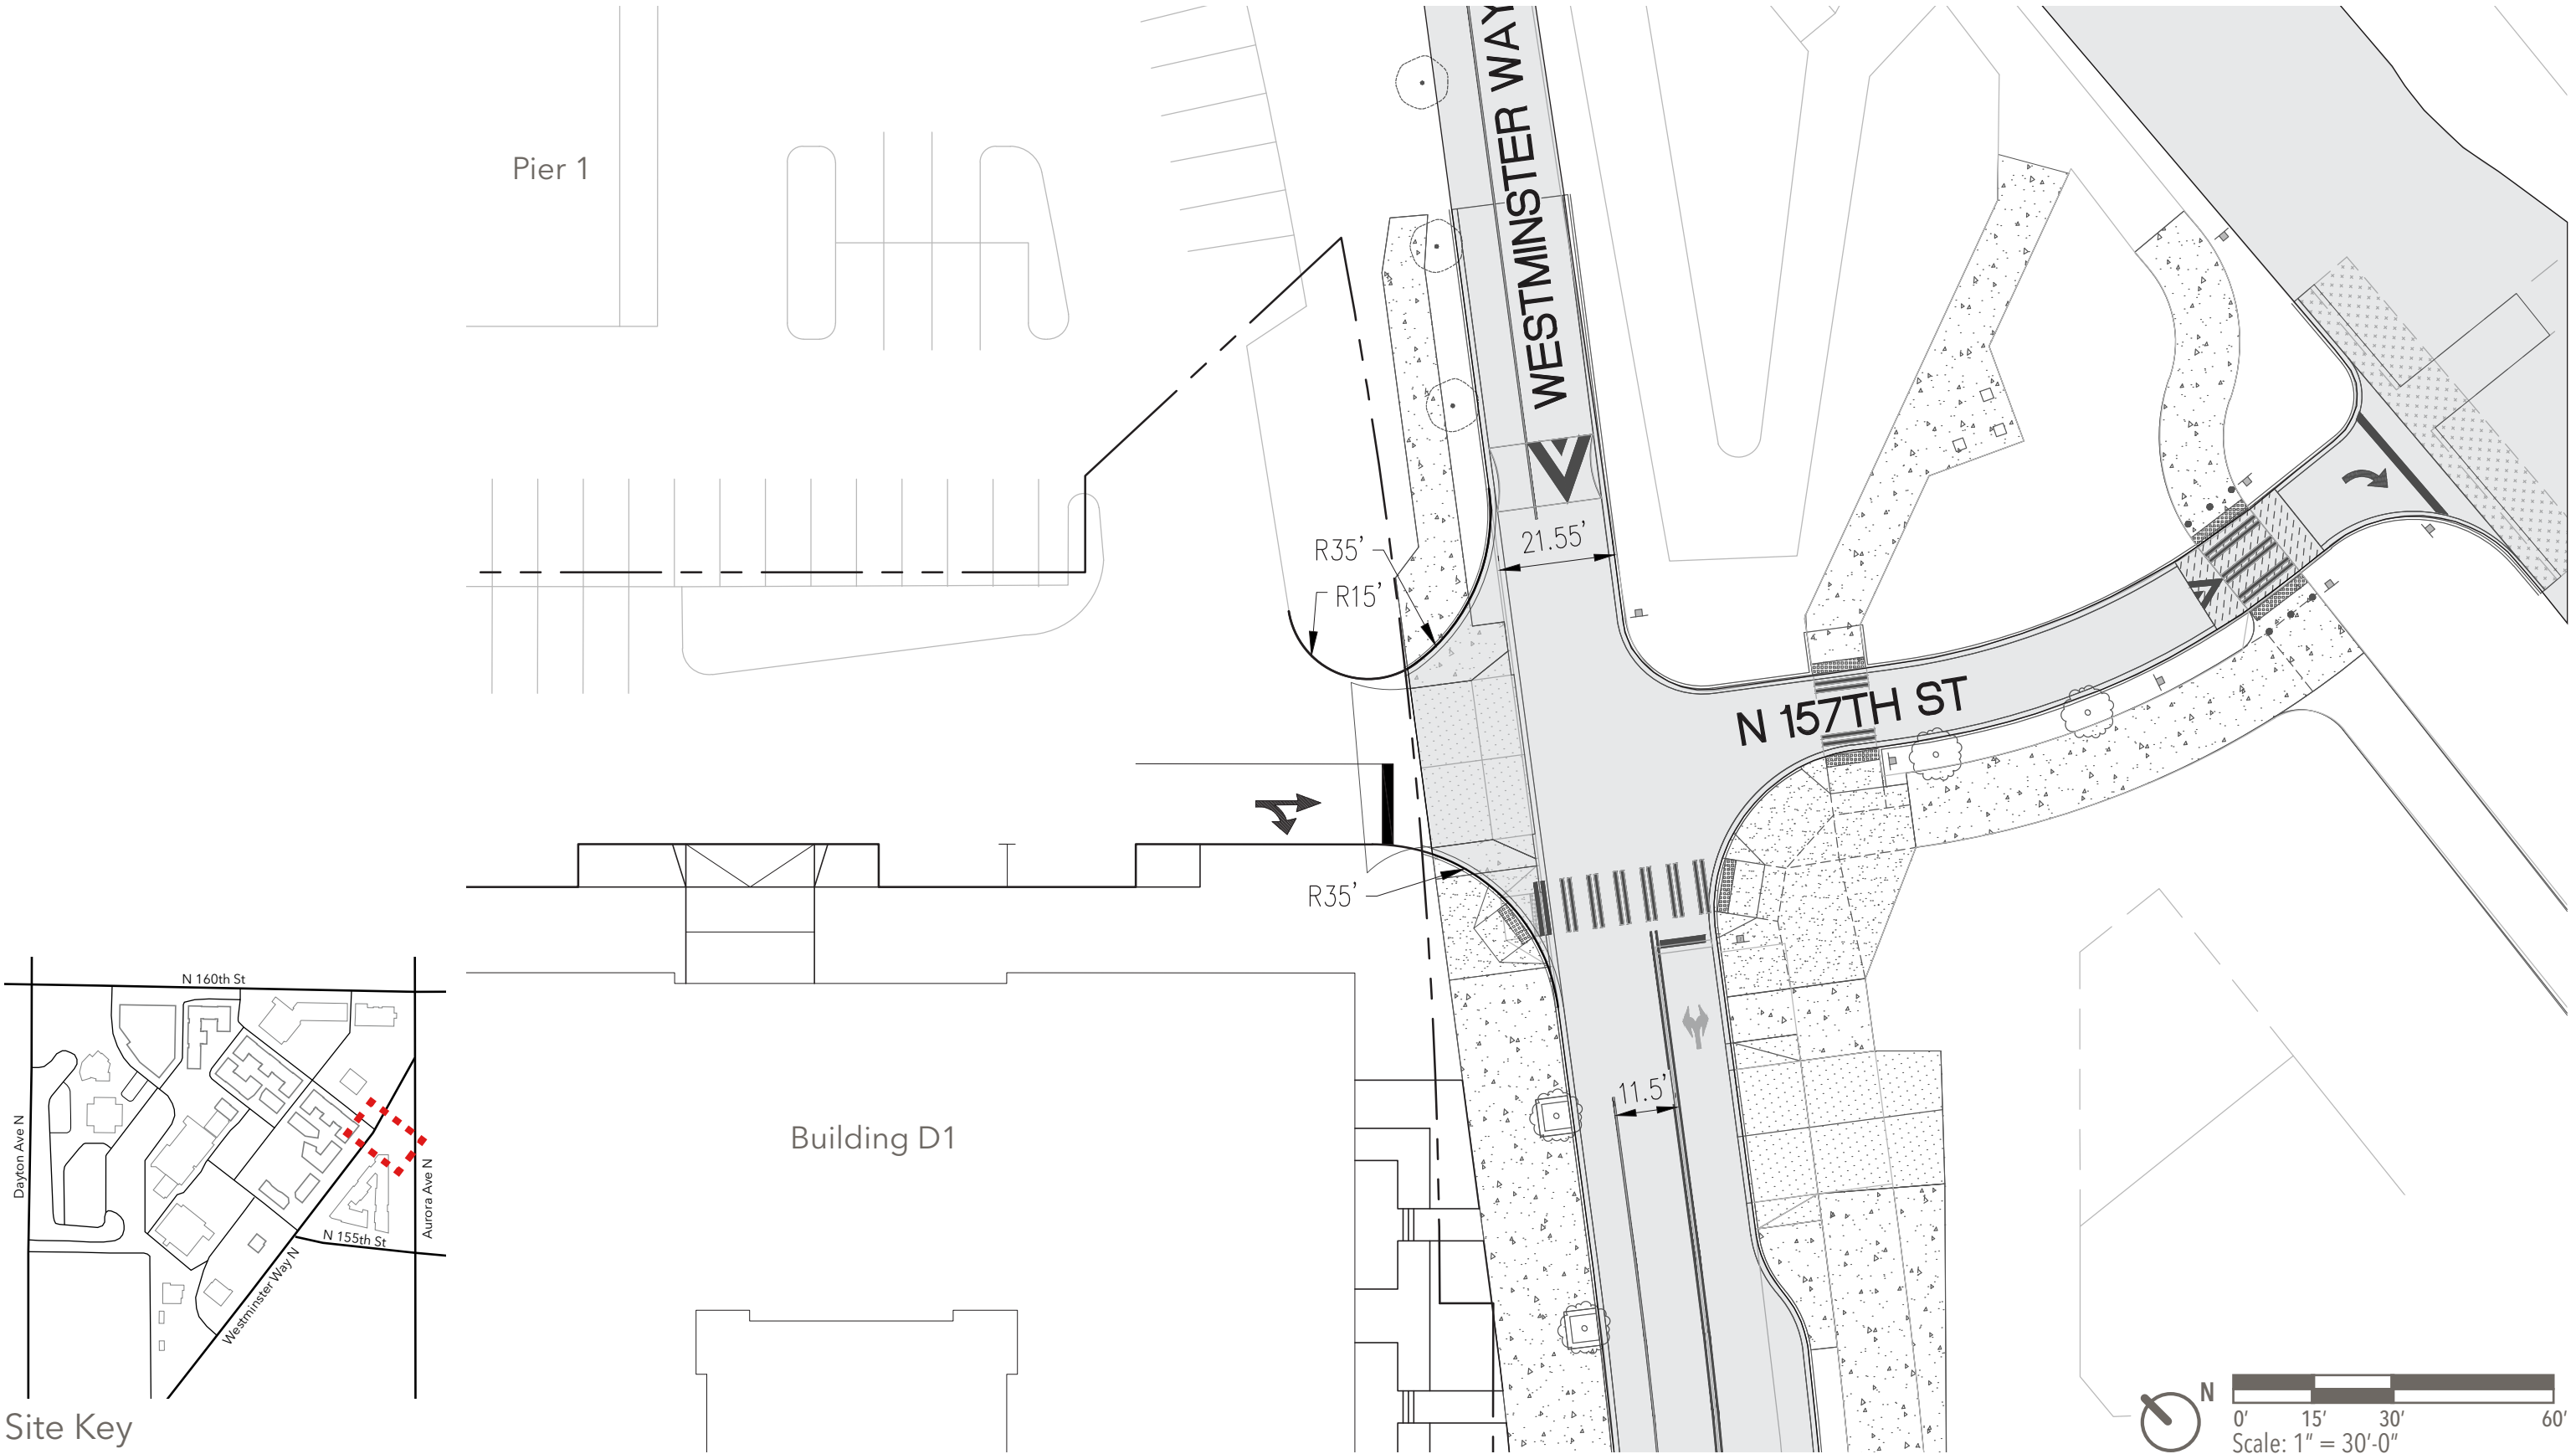 Pier 1
WESTMINSTER WAY
R35'
21.55'
R15'
N 157TH ST
R35'
11.5'
Building D1
N 160th St
Dayton Ave N
Aurora Ave N
N 155th St
Westminster Way N
Site Key
N
0' 15' 30' 60'
Scale: 1" = 30'-0"